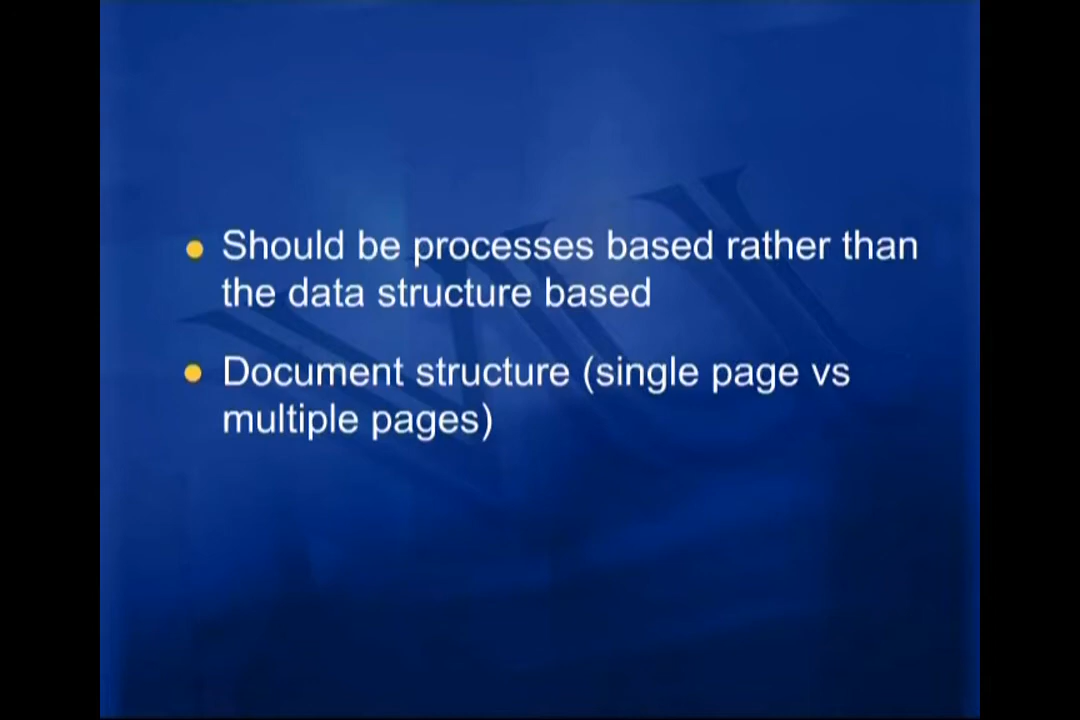 Should be processes based rather than
the data structure based
Document structure (single page vs
multiple pages)